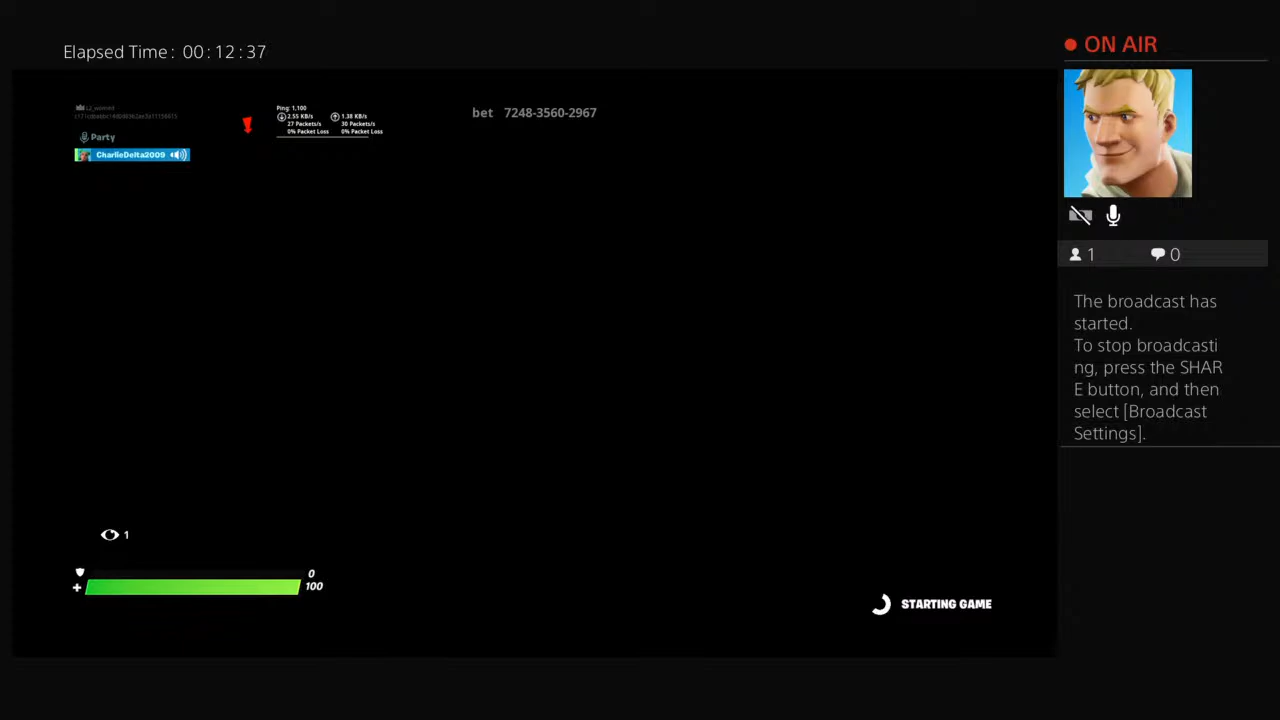 Elapsed Time: 00:12:37
ON AIR
Ping: 1,100
2.55 KB/s 1.38 KB/s
27 Packets/s 30 Packets/s
0% Packet Loss 0% Packet Loss
bet 7248-3560-2967
Party
CharlieDelta2009
1 0
The broadcast has
started.
To stop broadcasti
ng, press the SHAR
E button, and then
select [Broadcast
Settings].
1
0
100
STARTING GAME